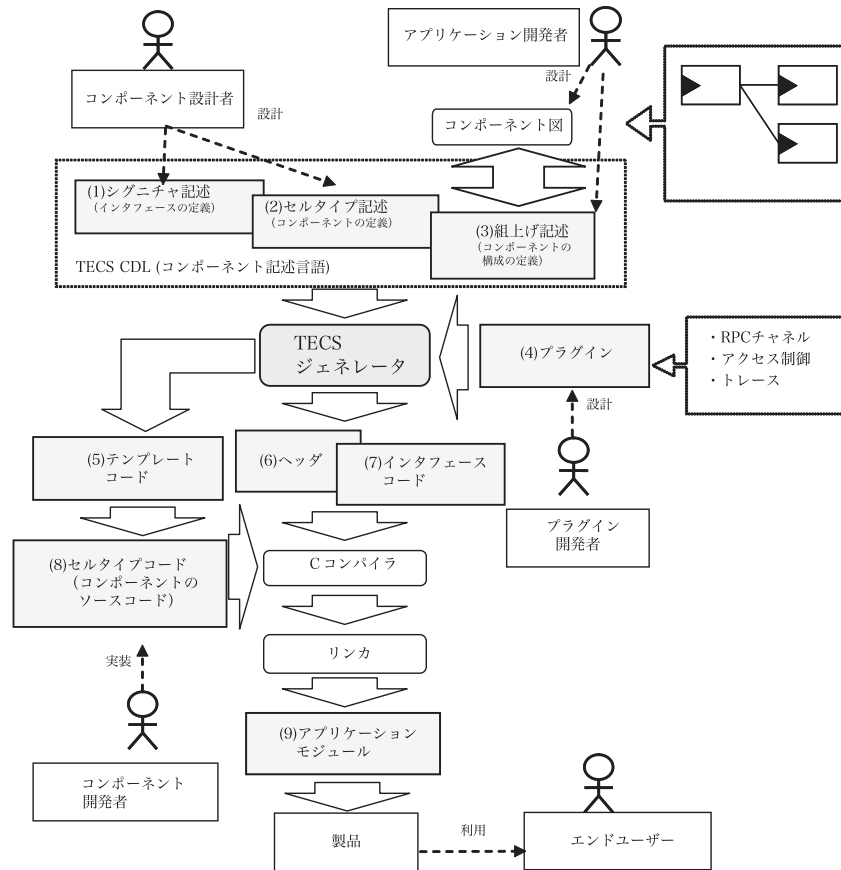 アプリケーション開発者
コンポーネント設計者
設計
設計
コンポーネント図
(1)シグニチャ記述
(インタフェースの定義)
(2)セルタイプ記述
(コンポーネントの定義)
(3)組上げ記述
(コンポーネントの
構成の定義)
TECS CDL (コンポーネント記述言語)
TECS
ジェネレータ
(4)プラグイン
・RPCチャネル
・アクセス制御
・トレース
設計
(5)テンプレート
コード
(6)ヘッダ
(7)インタフェース
コード
プラグイン
開発者
(8)セルタイプコード
(コンポーネントの
ソースコード)
C コンパイラ
実装
リンカ
(9)アプリケーション
モジュール
コンポーネント
開発者
製品
利用
エンドユーザー